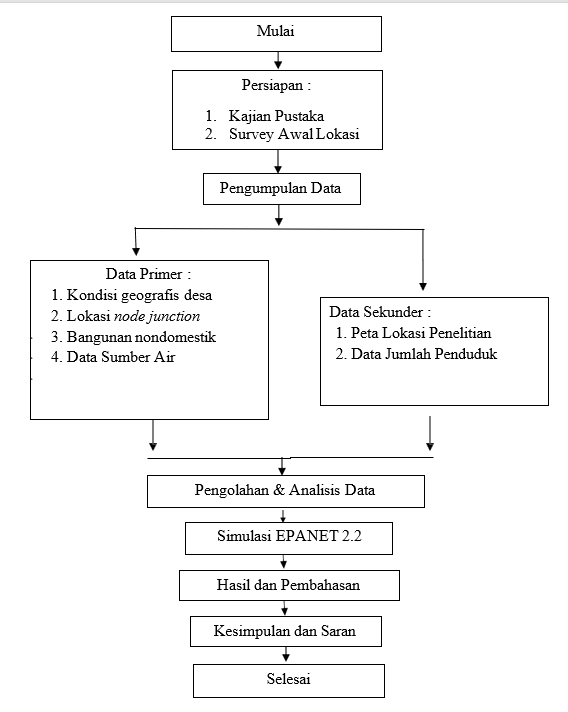 Mulai
Persiapan :
1. Kajian Pustaka
2. Survey Awal Lokasi
Pengumpulan Data
Data Primer :
1. Kondisi geografis desa
2. Lokasi node junction
3. Bangunan nondomestik
4. Data Sumber Air
Data Sekunder :
1. Peta Lokasi Penelitian
2. Data Jumlah Penduduk
Pengolahan & Analisis Data
Simulasi EPANET 2.2
Hasil dan Pembahasan
Kesimpulan dan Saran
Selesai